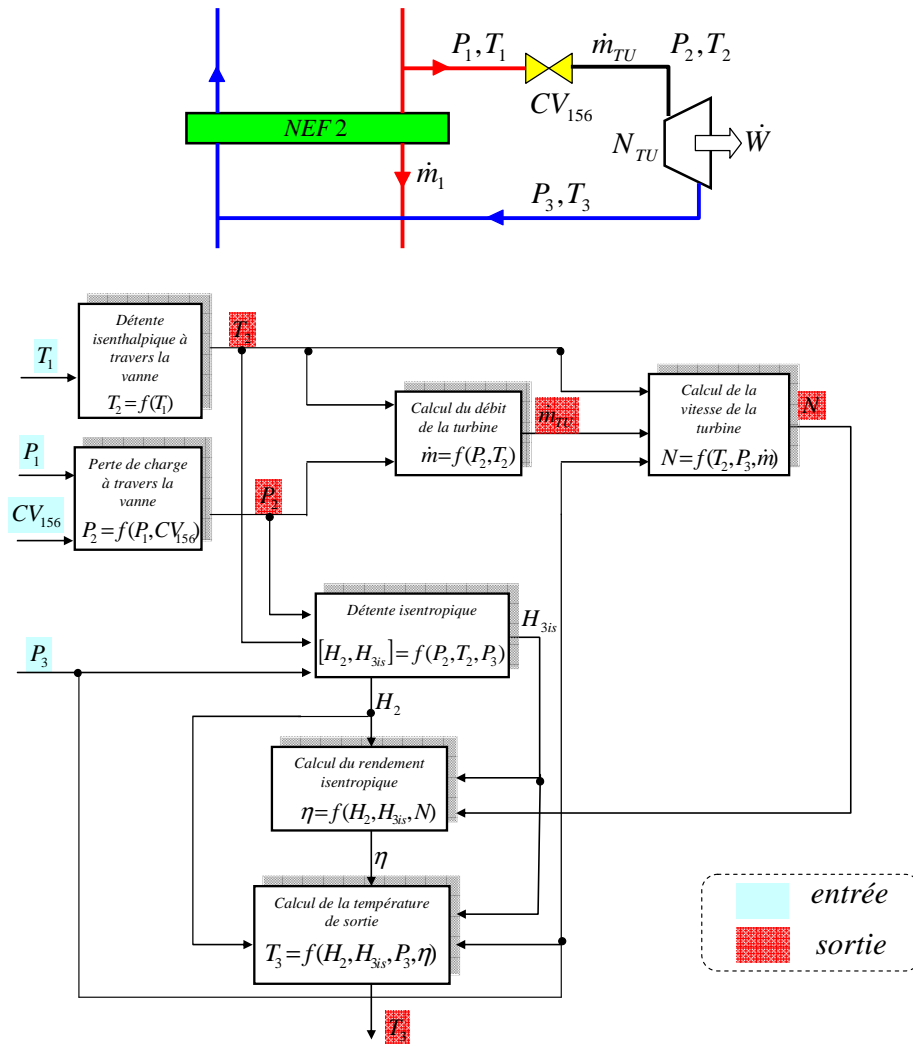 P₁,T₁
ṁ_TU
P₂,T₂
CV₁₅₆
NEF 2
N_TU
Ẇ
ṁ₁
P₃,T₃
Détente
isenthalpique à
travers la
vanne
T₂ = f(T₁)
T₁
T₂
P₁
CV₁₅₆
Perte de charge
à travers la
vanne
P₂ = f(P₁,CV₁₅₆)
P₂
Calcul du débit
de la turbine
ṁ = f(P₂,T₂)
ṁ_TU
Calcul de la
vitesse de la
turbine
N = f(T₂,P₃,ṁ)
N
Détente isentropique
[H₂,H₃ᵢₛ] = f(P₂,T₂,P₃)
H₃ᵢₛ
P₃
H₂
Calcul du rendement
isentropique
η = f(H₂,H₃ᵢₛ,N)
η
Calcul de la température
de sortie
T₃ = f(H₂,H₃ᵢₛ,P₃,η)
T₃
entrée
sortie